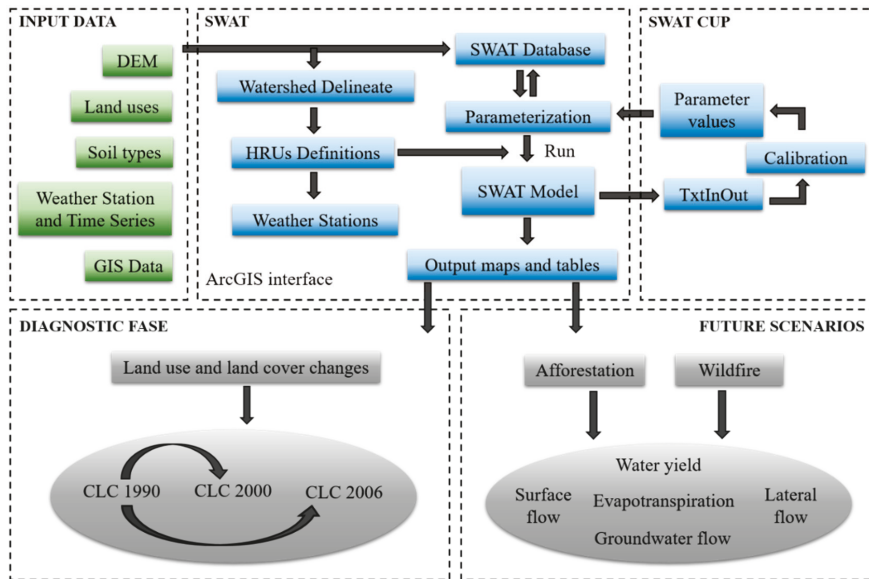 INPUT DATA
DEM
Land uses
Soil types
Weather Station
and Time Series
GIS Data
SWAT
SWAT Database
Watershed Delineate
Parameterization
HRUs Definitions
Run
SWAT Model
Weather Stations
Output maps and tables
ArcGIS interface
SWAT CUP
Parameter
values
Calibration
TxtInOut
DIAGNOSTIC FASE
Land use and land cover changes
CLC 1990
CLC 2000
CLC 2006
FUTURE SCENARIOS
Afforestation
Wildfire
Water yield
Surface
flow
Evapotranspiration
Lateral
flow
Groundwater flow